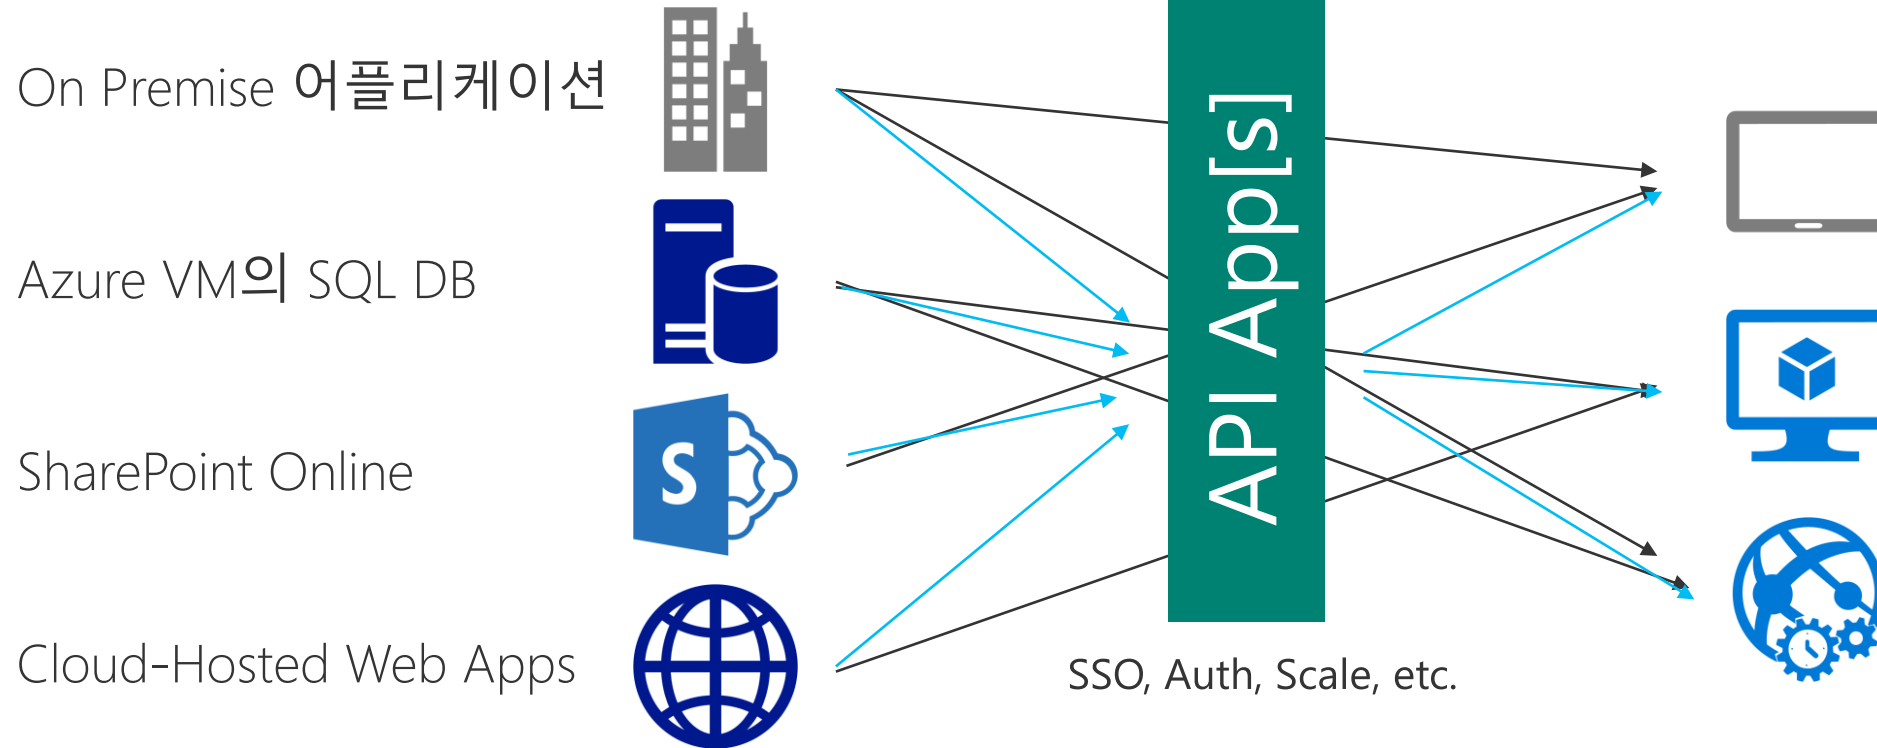 On Premise 어플리케이션
API App[s]
Azure VM의 SQL DB
SharePoint Online
S
Cloud-Hosted Web Apps
SSO, Auth, Scale, etc.